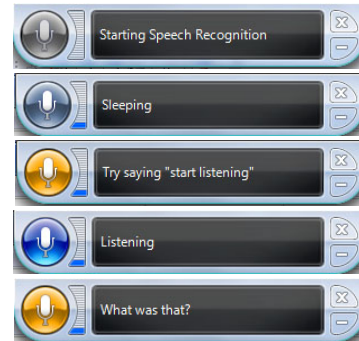 Starting Speech Recognition
Sleeping
Try saying "start listening"
Listening
What was that?